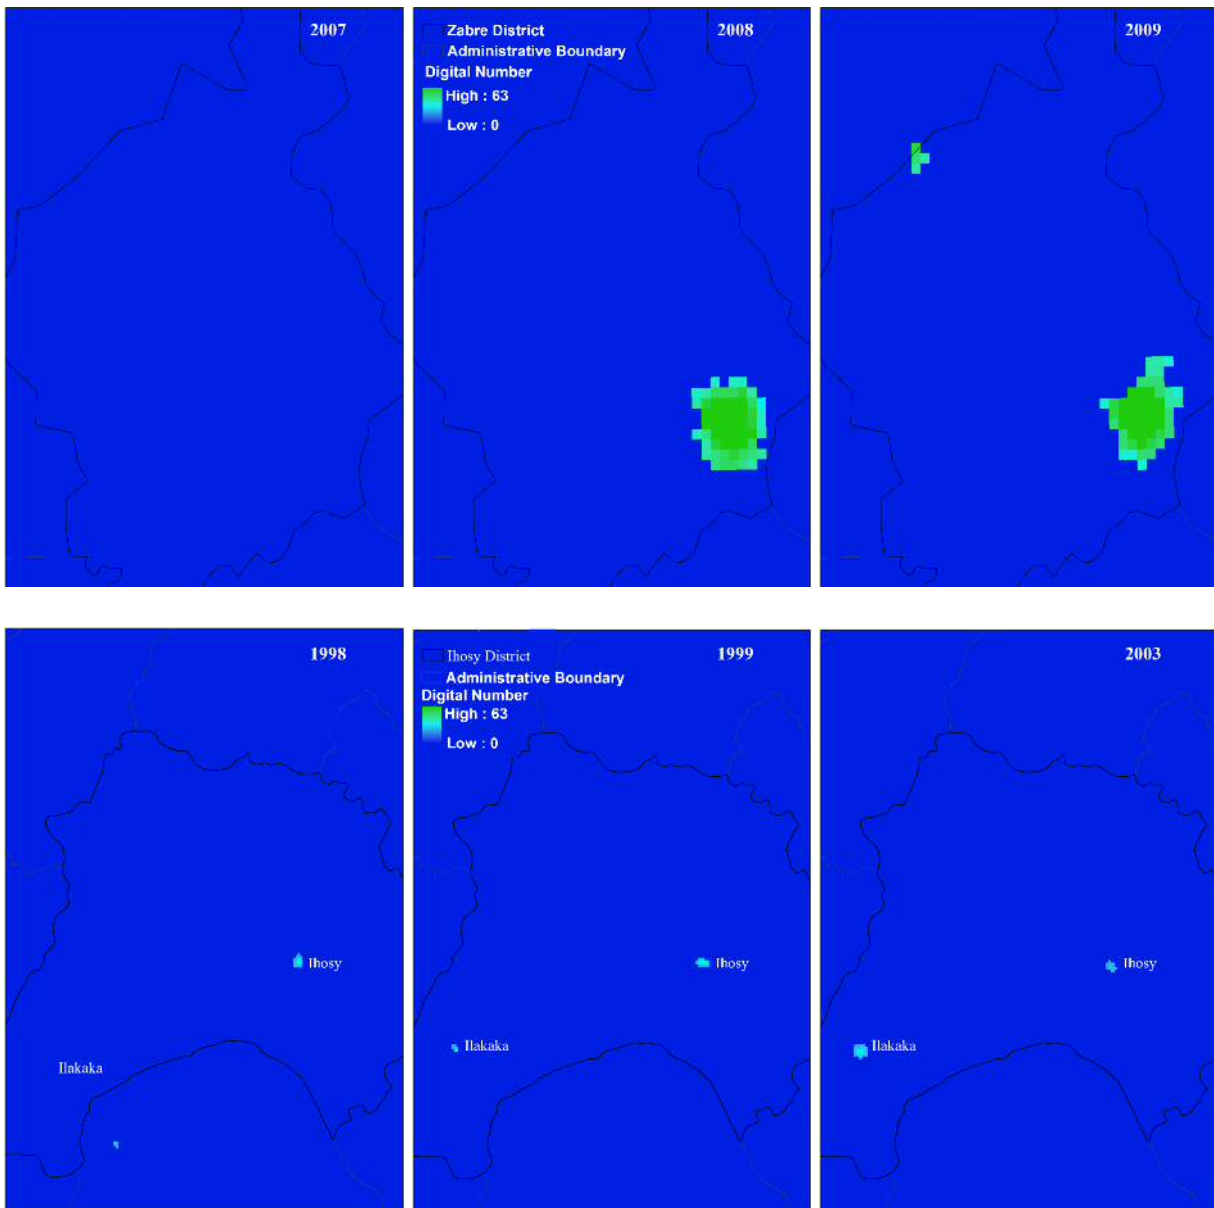 2007
Zabre District
2008
Administrative Boundary
Digital Number
High : 63
Low : 0
2009
1998
Ihosy
Ilakaka
Ihosy District
1999
Administrative Boundary
Digital Number
High : 63
Low : 0
Ihosy
Ilakaka
2003
Ihosy
Ilakaka